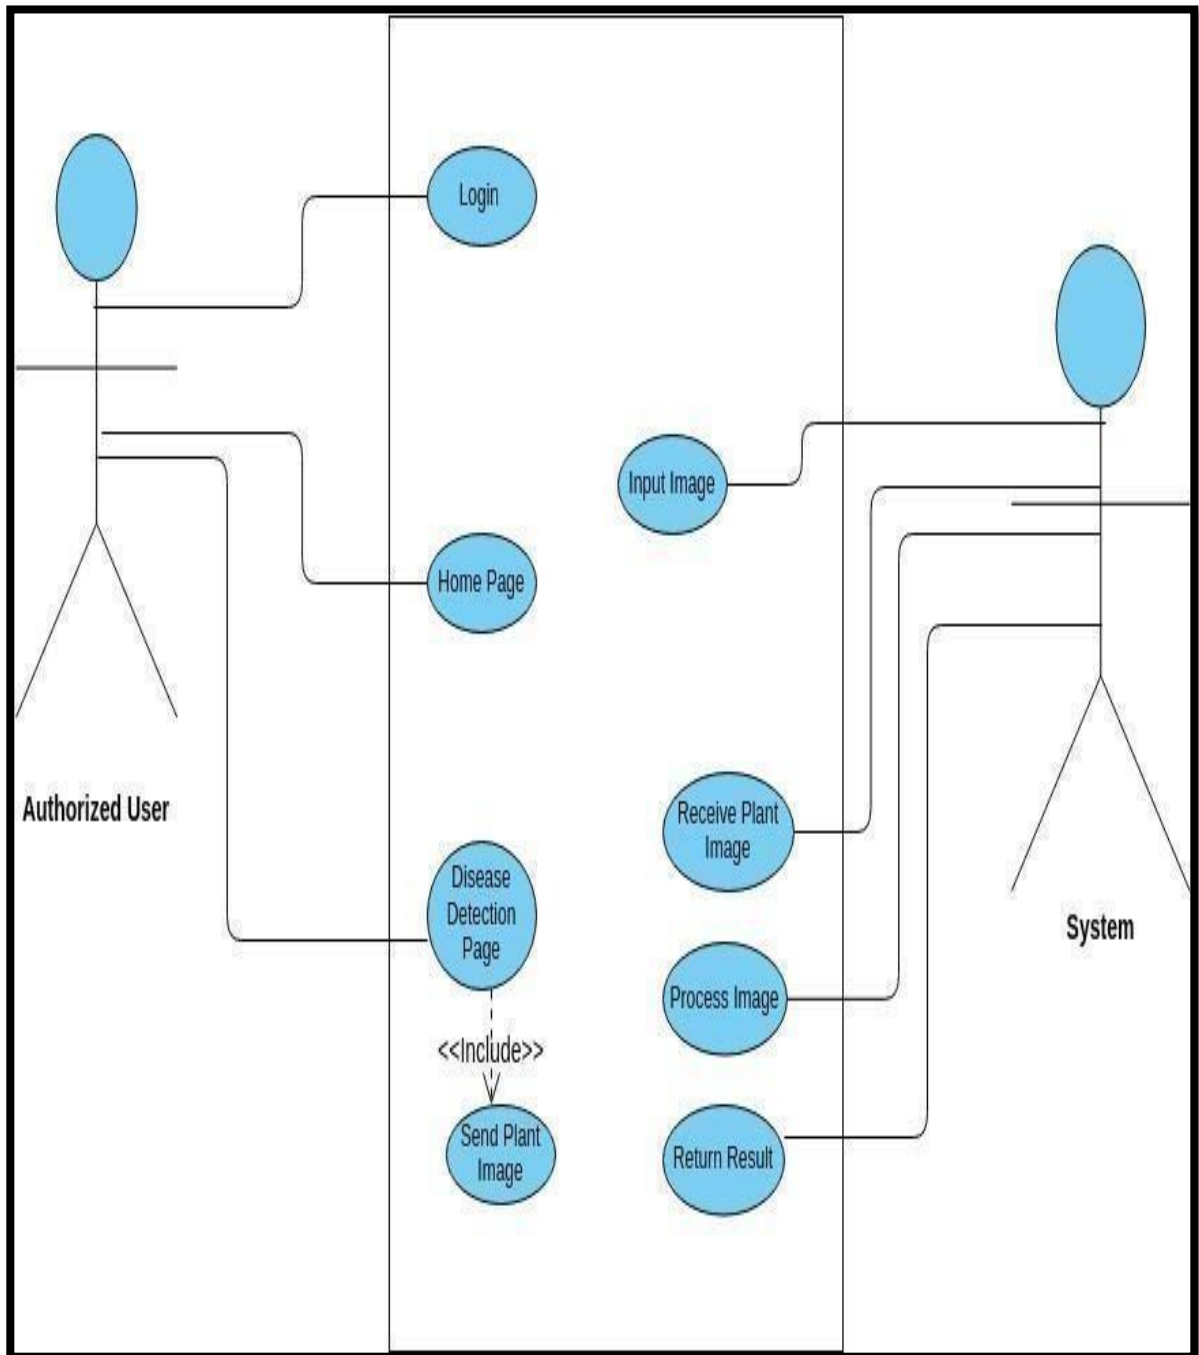 Login
Input Image
Home Page
Authorized User
Receive Plant
Image
Disease
Detection
Page
System
Process Image
<<Include>>
Send Plant
Image
Return Result